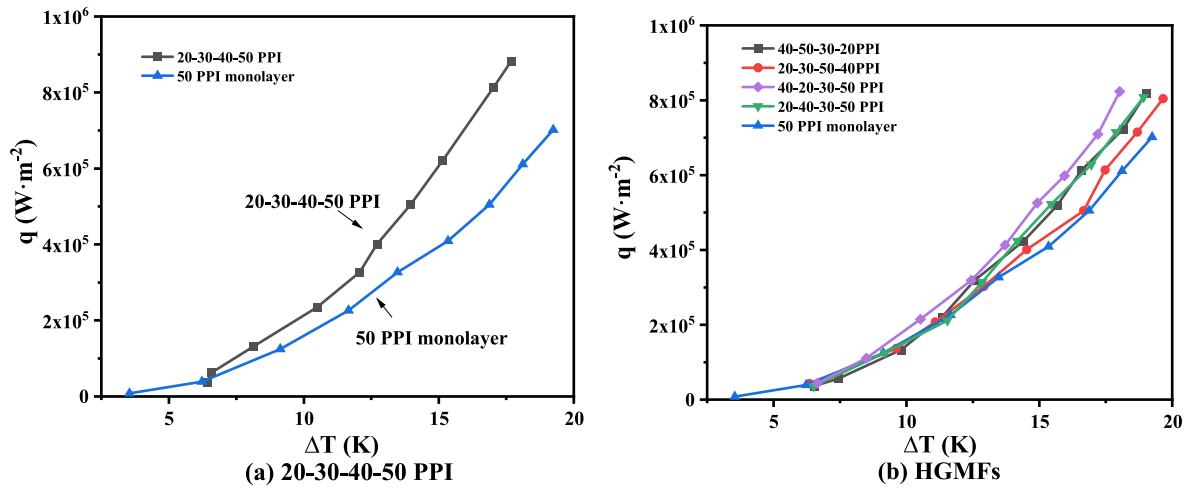 1x10⁶
8x10⁵
6x10⁵
4x10⁵
2x10⁵
0
q (W·m⁻²)
20-30-40-50 PPI
50 PPI monolayer
20-30-40-50 PPI
50 PPI monolayer
5 10 15 20
ΔT (K)
(a) 20-30-40-50 PPI
1x10⁶
8x10⁵
6x10⁵
4x10⁵
2x10⁵
0
q (W·m⁻²)
40-50-30-20PPI
20-30-50-40PPI
40-20-30-50 PPI
20-40-30-50 PPI
50 PPI monolayer
5 10 15 20
ΔT (K)
(b) HGMFs